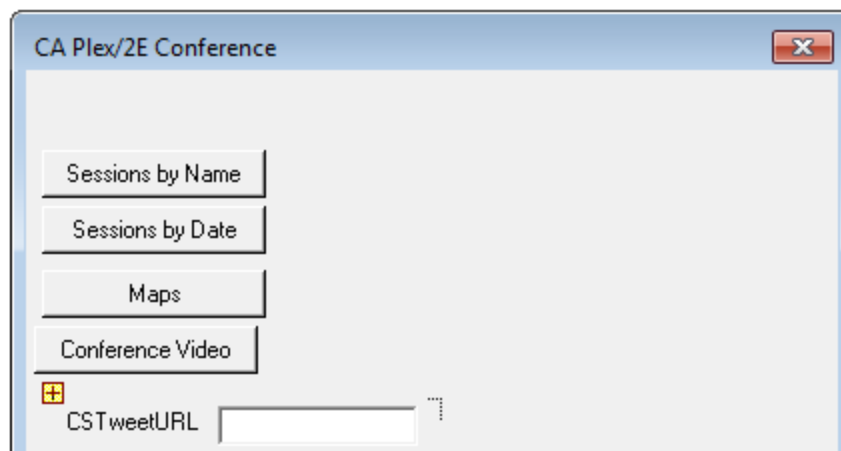 CA Plex/2E Conference
Sessions by Name
Sessions by Date
Maps
Conference Video
CSTweetURL